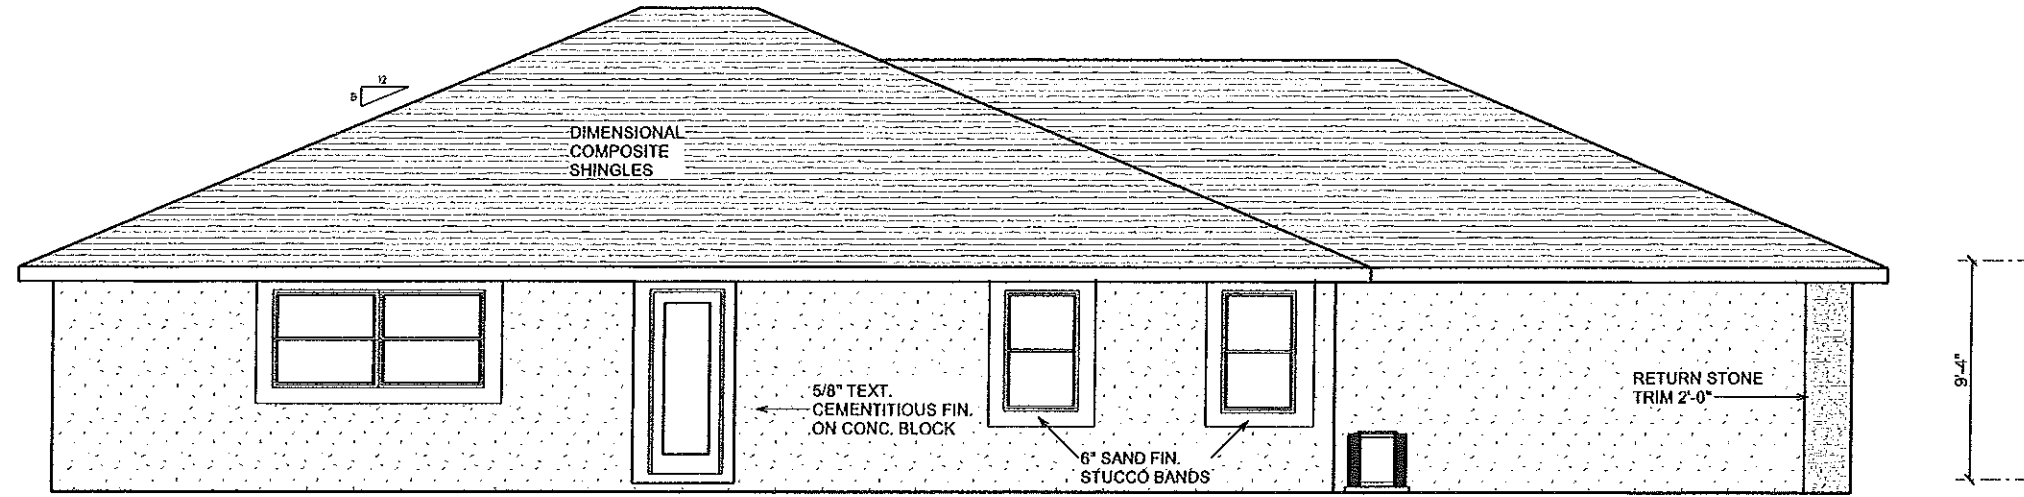 12
DIMENSIONAL
COMPOSITE
SHINGLES
5/8" TEXT.
CEMENTITIOUS FIN.
ON CONC. BLOCK
6" SAND FIN.
STUCCO BANDS
RETURN STONE
TRIM 2'-0"
9'-4"